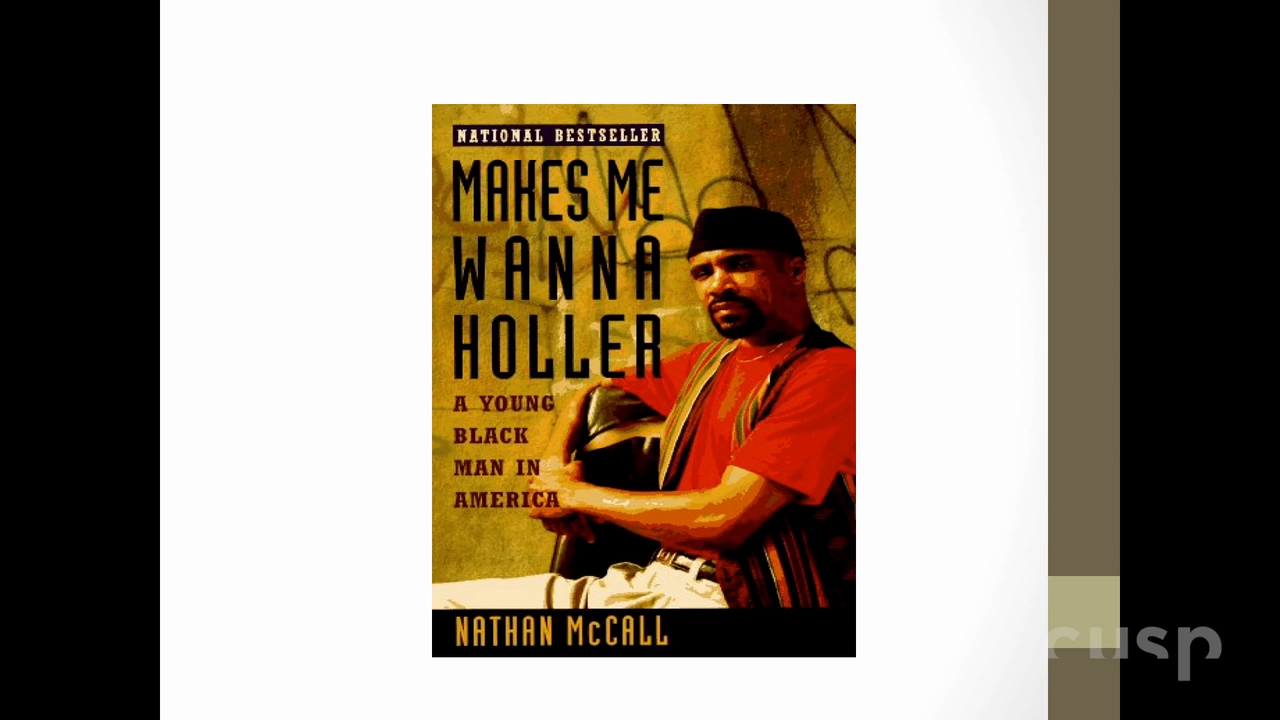 NATIONAL BESTSELLER
MAKES ME
WANNA
HOLLER
A YOUNG
BLACK
MAN IN
AMERICA
NATHAN McCALL
cusp